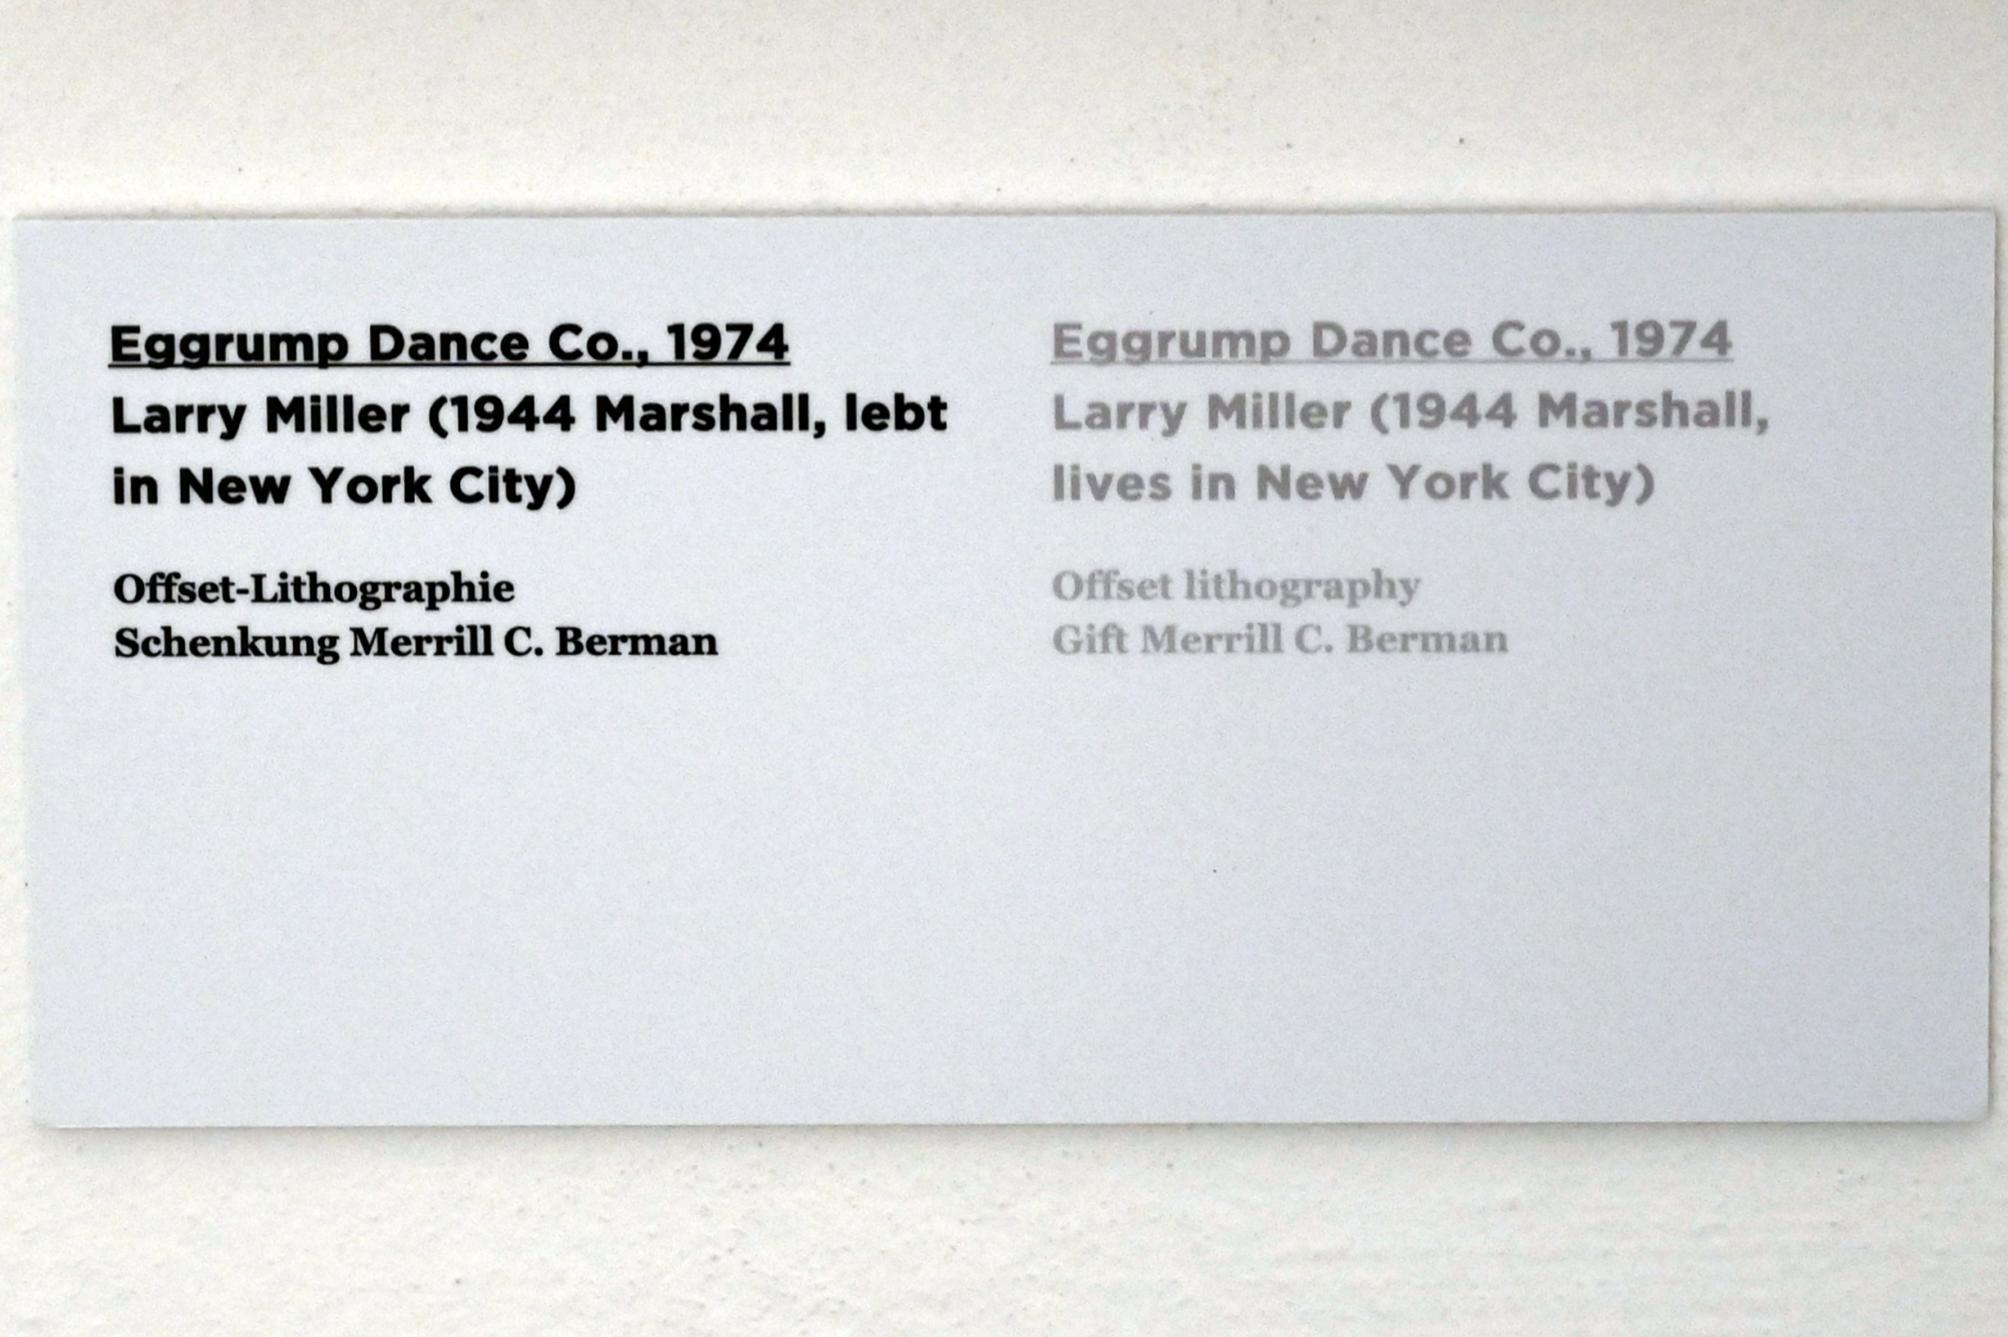 Eggrump Dance Co., 1974
Larry Miller (1944 Marshall, lebt
in New York City)
Offset-Lithographie
Schenkung Merrill C. Berman
Eggrump Dance Co., 1974
Larry Miller (1944 Marshall,
lives in New York City)
Offset lithography
Gift Merrill C. Berman